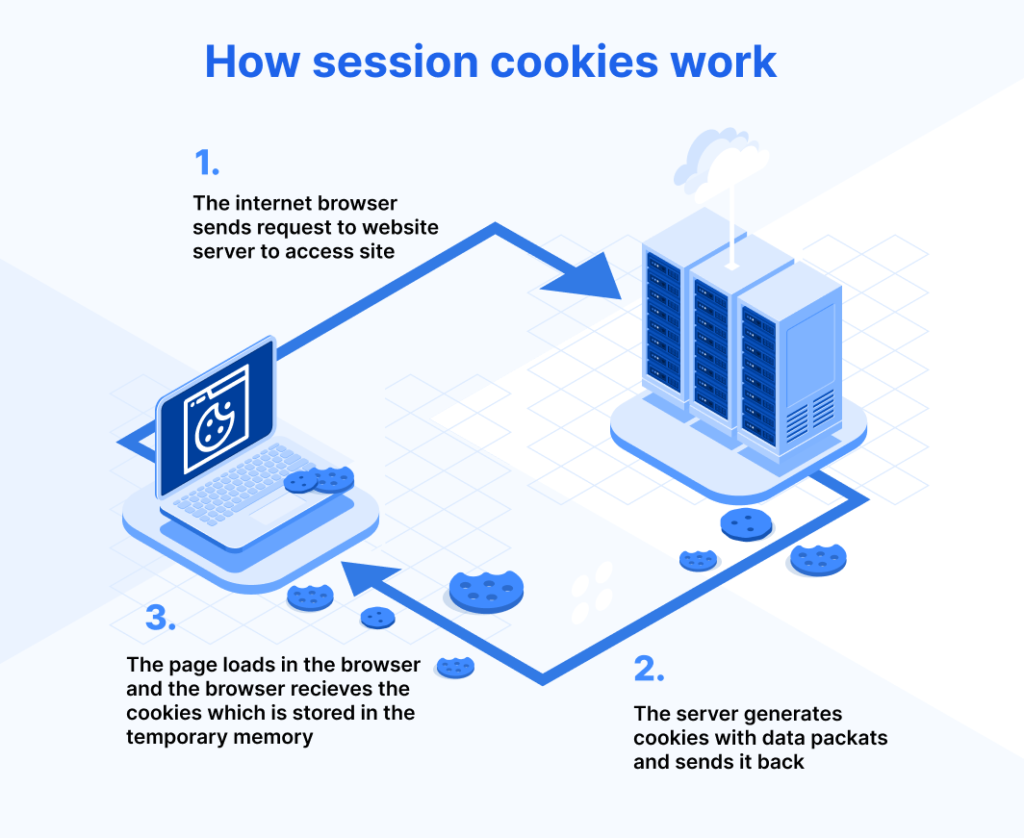 How session cookies work
1.
The internet browser
sends request to website
server to access site
2.
The server generates
cookies with data packats
and sends it back
3.
The page loads in the browser
and the browser recieves the
cookies which is stored in the
temporary memory